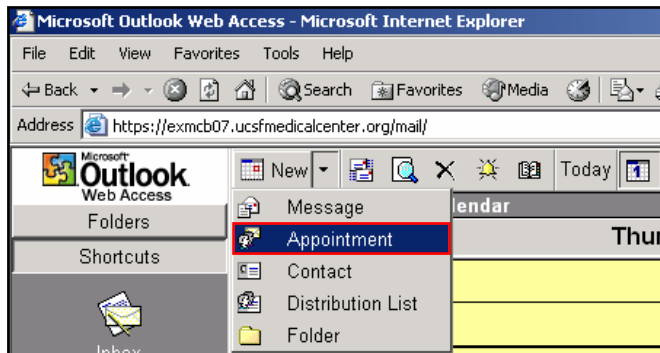 Microsoft Outlook Web Access - Microsoft Internet Explorer
File Edit View Favorites Tools Help
Back Search Favorites Media
Address https://exmcb07.ucsfmedicalcenter.org/mail/
Microsoft
Outlook
Web Access
New Today 1
Folders
Message
lendar
Appointment
Thur
Shortcuts
Contact
Distribution List
Folder
Inbox